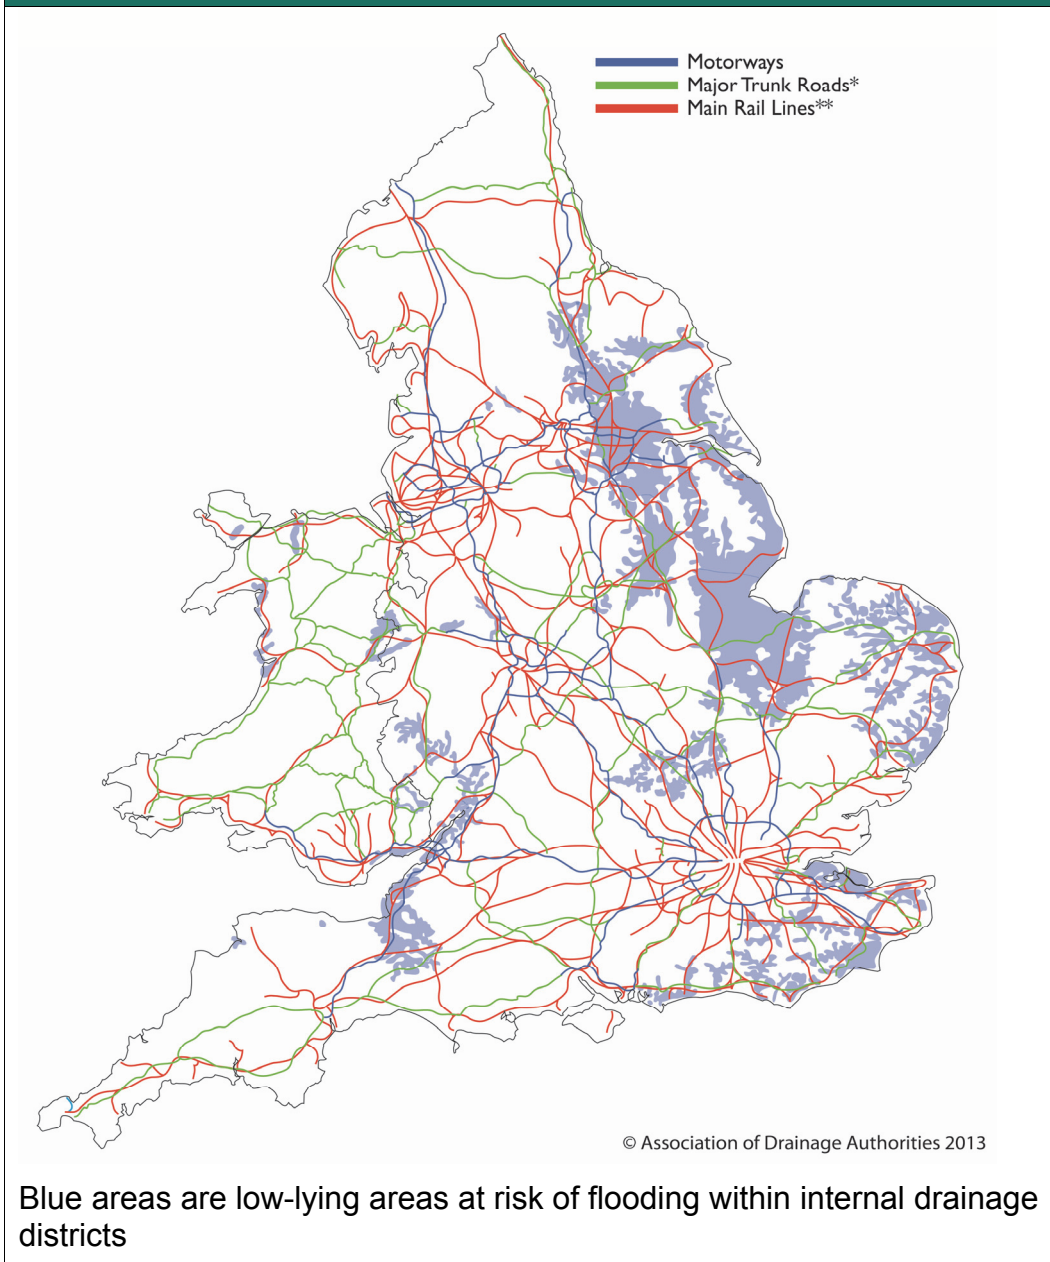 Motorways
Major Trunk Roads*
Main Rail Lines**
© Association of Drainage Authorities 2013
Blue areas are low-lying areas at risk of flooding within internal drainage
districts